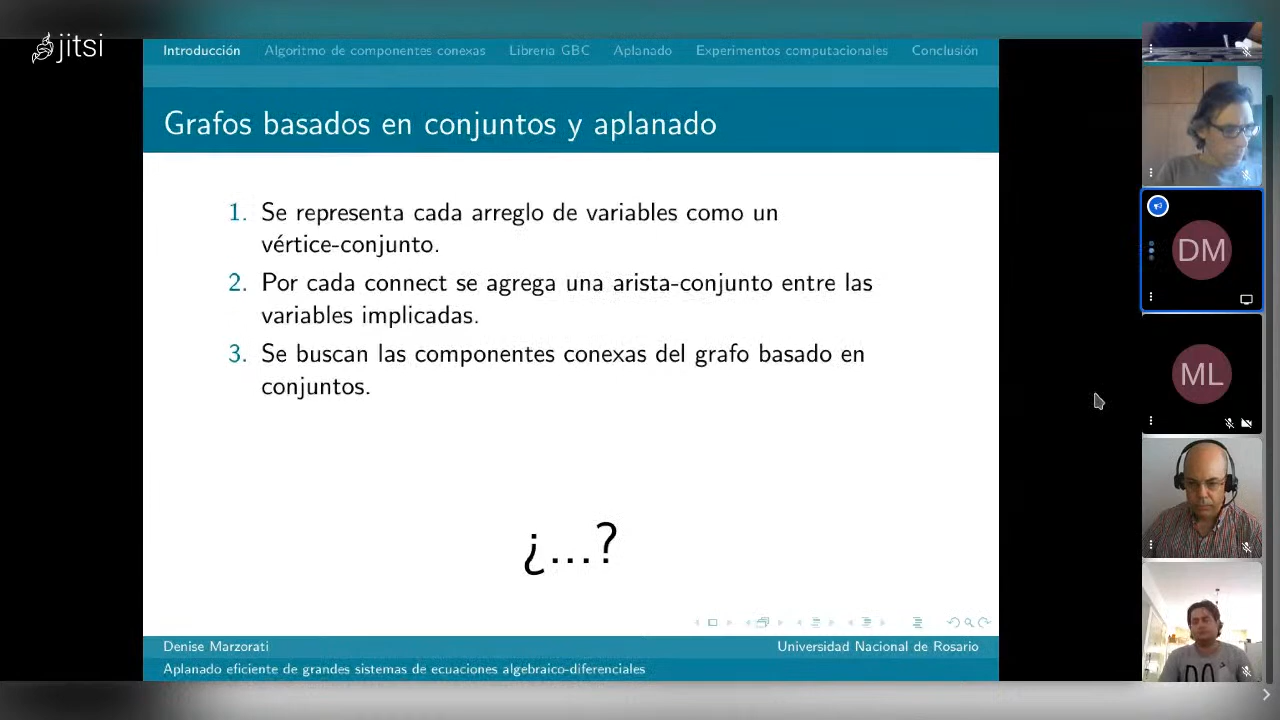 jitsi
Introducción Algoritmo de componentes conexas Libreria GBC Aplanado Experimentos computacionales Conclusión
Grafos basados en conjuntos y aplanado
1. Se representa cada arreglo de variables como un
vértice-conjunto.
2. Por cada connect se agrega una arista-conjunto entre las
variables implicadas.
3. Se buscan las componentes conexas del grafo basado en
conjuntos.
¿...?
Denise Marzorati Universidad Nacional de Rosario
Aplanado eficiente de grandes sistemas de ecuaciones algebraico-diferenciales
DM
ML